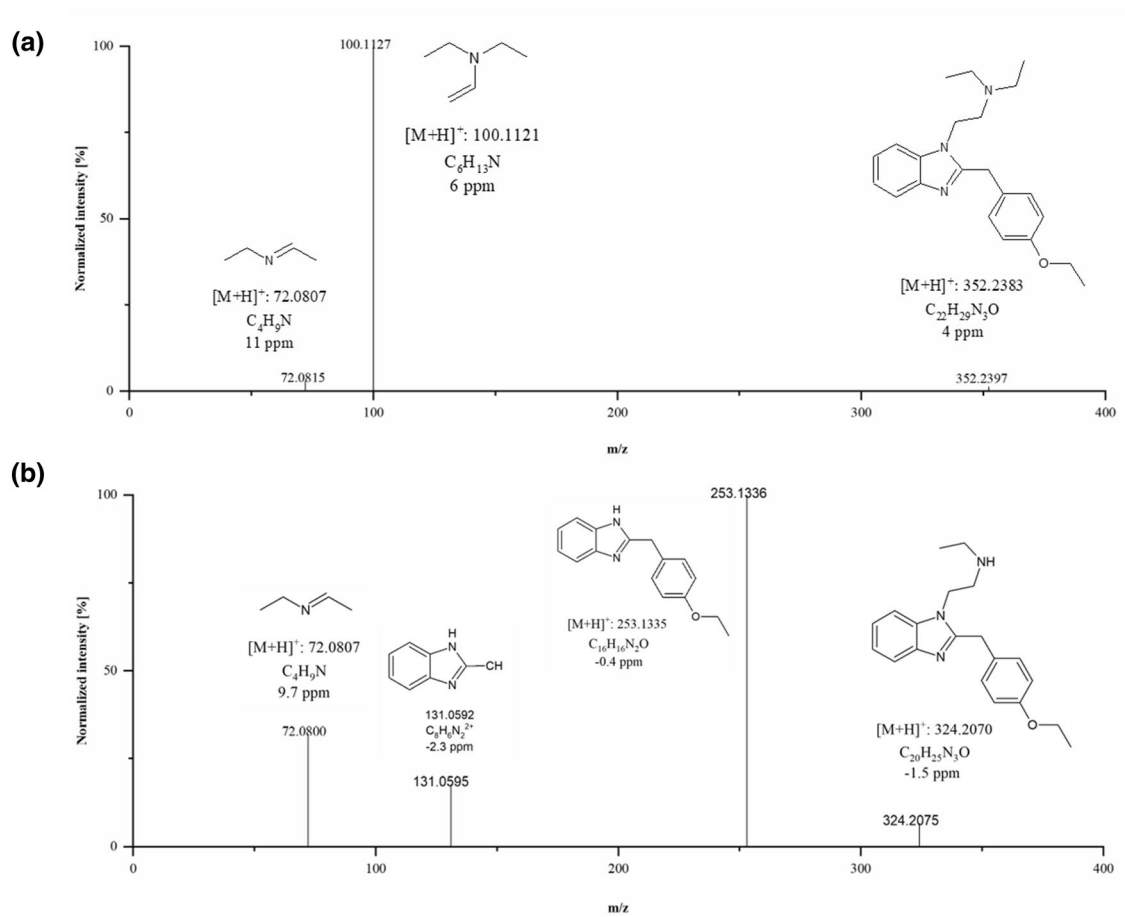 (a)
100
50
0
Normalized intensity [%]
100.1127
N
[M+H]⁺: 100.1121
C₆H₁₃N
6 ppm
N
[M+H]⁺: 72.0807
C₄H₉N
11 ppm
72.0815
N
N
N
O
[M+H]⁺: 352.2383
C₂₂H₂₉N₃O
4 ppm
352.2397
0
100
200
300
400
m/z
(b)
100
50
0
Normalized intensity [%]
N
[M+H]⁺: 72.0807
C₄H₉N
9.7 ppm
72.0800
H
N
N
CH
131.0592
C₈H₆N₂²⁺
-2.3 ppm
131.0595
H
N
N
O
[M+H]⁺: 253.1335
C₁₆H₁₆N₂O
-0.4 ppm
253.1336
NH
N
N
O
[M+H]⁺: 324.2070
C₂₀H₂₅N₃O
-1.5 ppm
324.2075
0
100
200
300
400
m/z